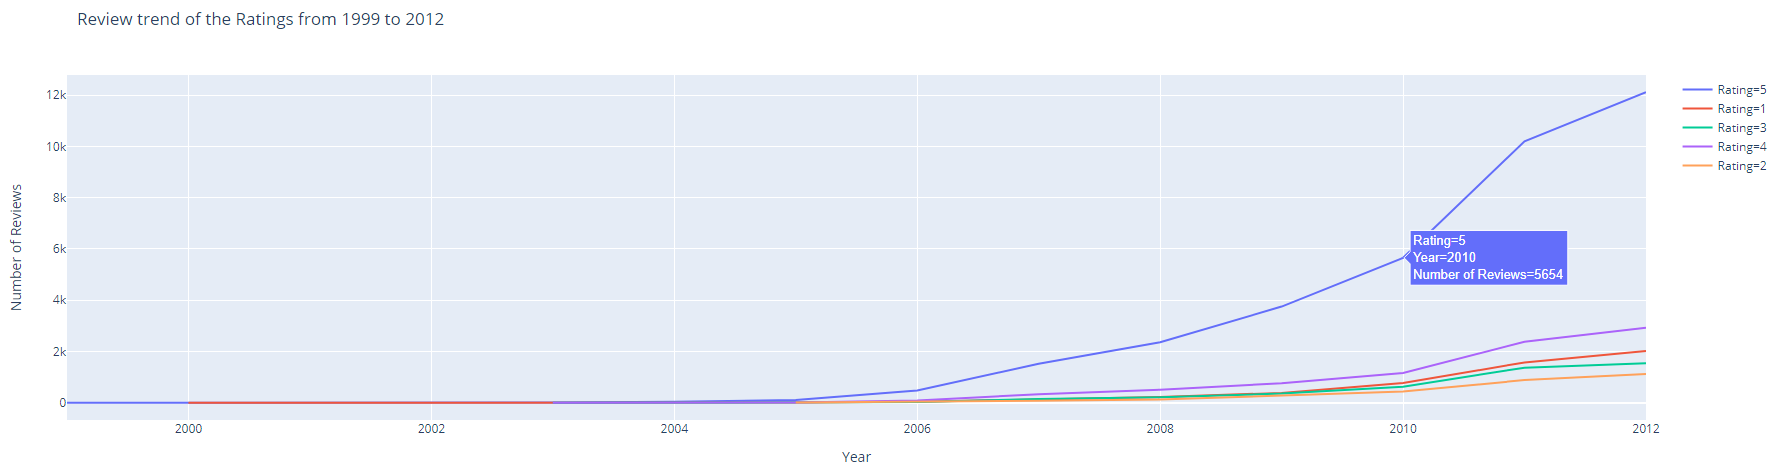 Review trend of the Ratings from 1999 to 2012
12k
10k
8k
6k
4k
2k
0
Number of Reviews
2000
2002
2004
2006
2008
2010
2012
Year
Rating=5
Year=2010
Number of Reviews=5654
Rating=5
Rating=1
Rating=3
Rating=4
Rating=2